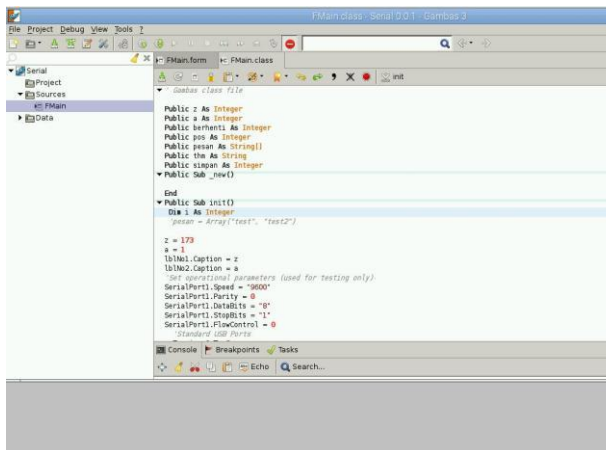 FMain.class - Serial 0.0.1 - Gambas 3
File Project Debug View Tools ?
FMain.form FMain.class
init
Serial
Project
Sources
FMain
Data
' Gambas class file
Public z As Integer
Public a As Integer
Public berhenti As Integer
Public pos As Integer
Public pesan As String[]
Public thm As String
Public simpan As Integer
Public Sub _new()
End
Public Sub init()
Dim i As Integer
'pesan = Array("test", "test2")
z = 173
a = 1
lblNo1.Caption = z
lblNo2.Caption = a
'Set operational parameters (used for testing only)
SerialPort1.Speed = "9600"
SerialPort1.Parity = 0
SerialPort1.DataBits = "8"
SerialPort1.StopBits = "1"
SerialPort1.FlowControl = 0
'Standard USB Ports
Console Breakpoints Tasks
Echo Search...